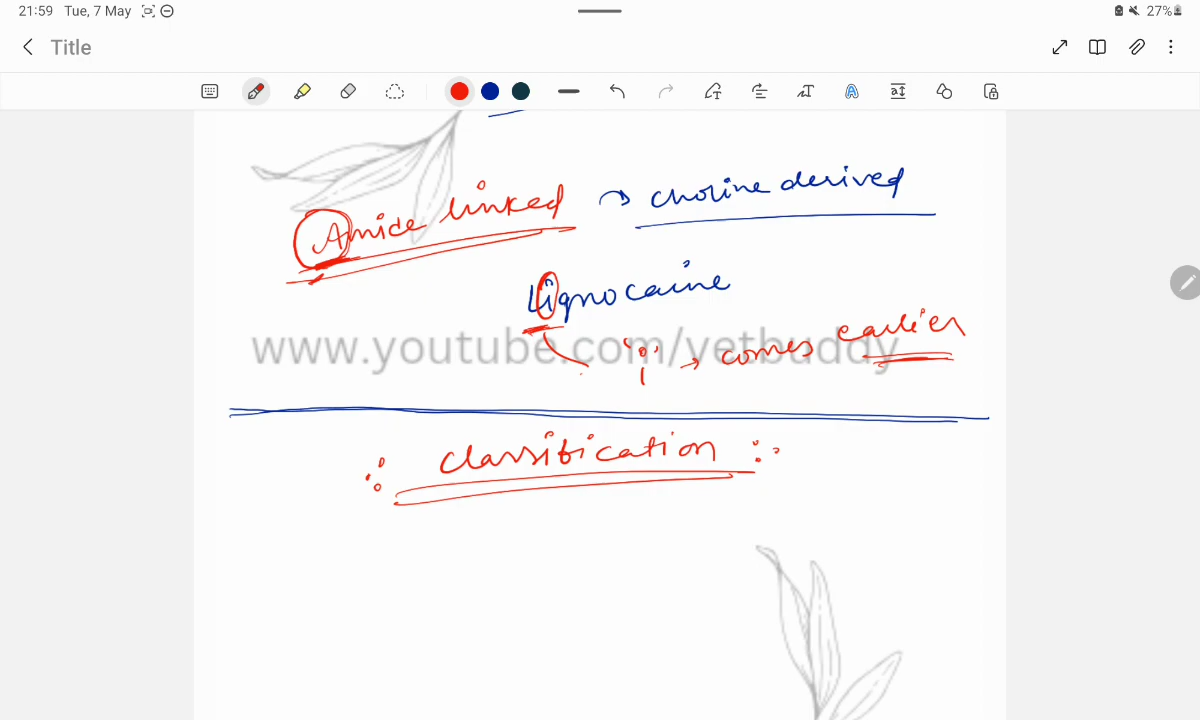 21:59 Tue, 7 May 27%
Title
Amide linked → choline derived
Lignocaine
www.youtube.com/vetbuddy
"i" → comes earlier
Classification